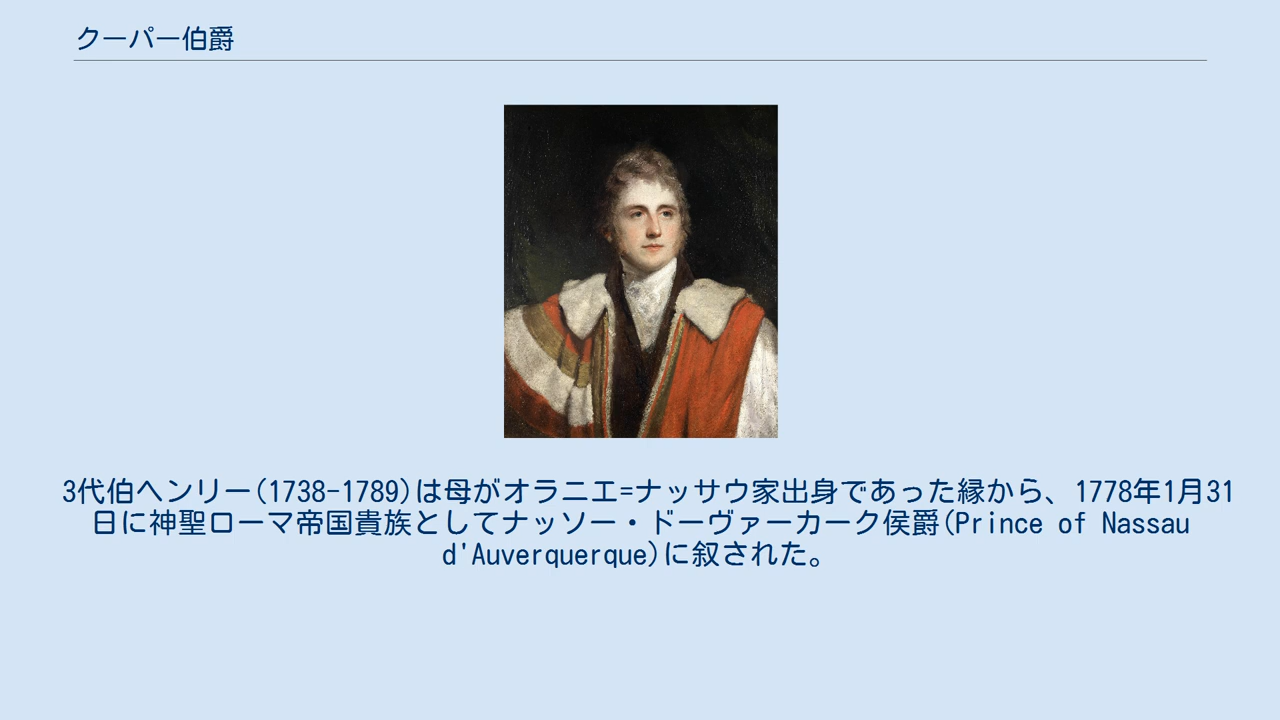 クーパー伯爵
3代伯ヘンリー(1738-1789)は母がオラニエ=ナッサウ家出身であった縁から、1778年1月31
日に神聖ローマ帝国貴族としてナッソー・ドーヴァーカーク侯爵(Prince of Nassau
d'Auverquerque)に叙された。